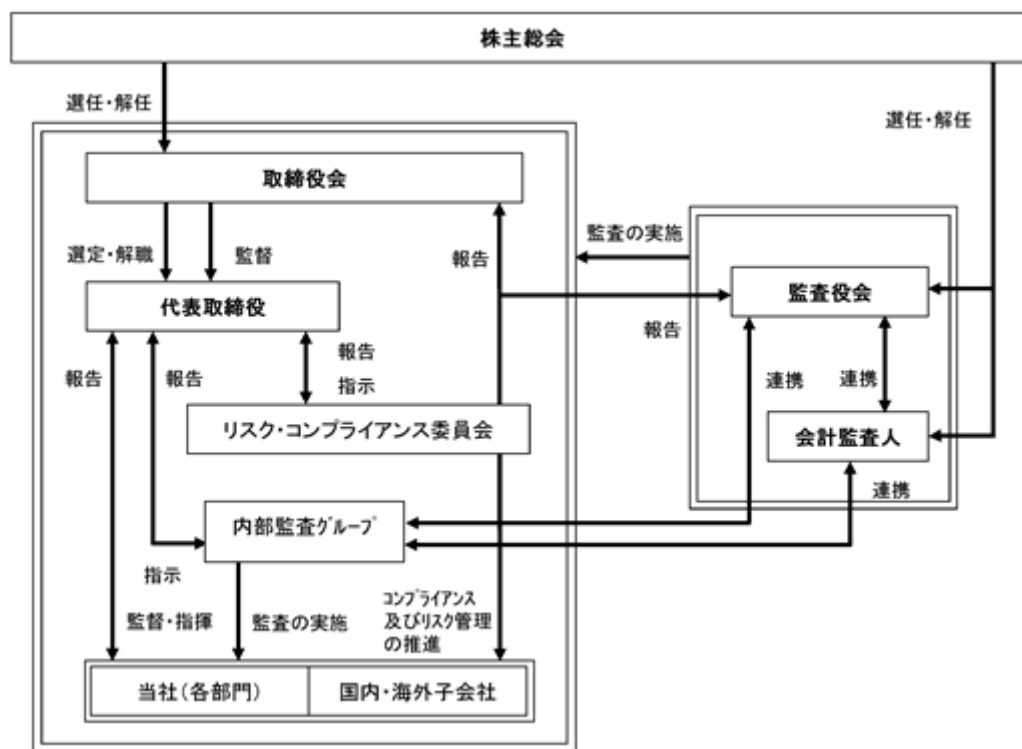 株主総会
選任・解任
選任・解任
取締役会
選定・解職
監督
報告
監査の実施
監査役会
代表取締役
報告
報告
報告
報告
指示
連携
連携
リスク・コンプライアンス委員会
会計監査人
連携
内部監査ｸﾞﾙｰﾌﾟ
指示
監督・指揮
監査の実施
ｺﾝﾌﾟﾗｲｱﾝｽ
及びﾘｽｸ管理
の推進
当社（各部門）
国内・海外子会社